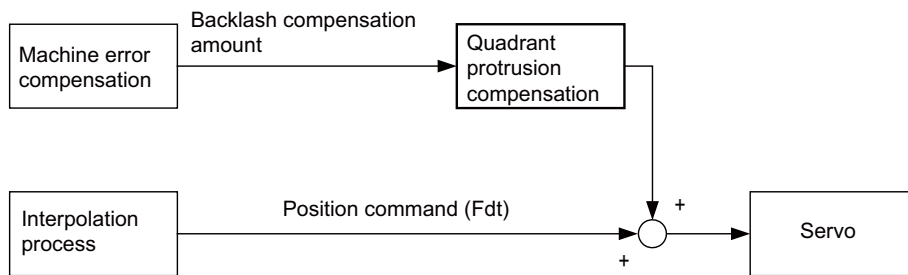 Backlash compensation
amount
Machine error
compensation
Quadrant
protrusion
compensation
+
Interpolation
process
Position command (Fdt)
+
Servo